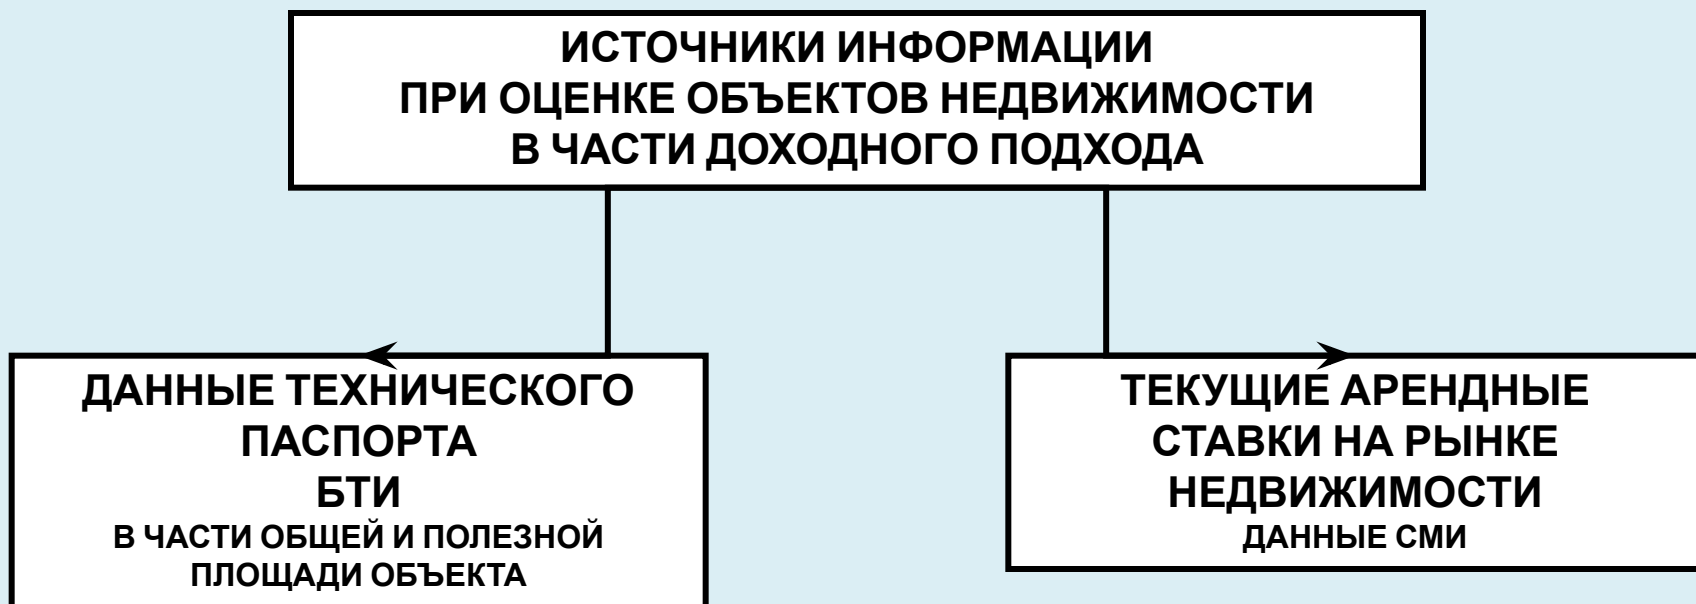 ИСТОЧНИКИ ИНФОРМАЦИИ
ПРИ ОЦЕНКЕ ОБЪЕКТОВ НЕДВИЖИМОСТИ
В ЧАСТИ ДОХОДНОГО ПОДХОДА
ДАННЫЕ ТЕХНИЧЕСКОГО
ПАСПОРТА
БТИ
В ЧАСТИ ОБЩЕЙ И ПОЛЕЗНОЙ
ПЛОЩАДИ ОБЪЕКТА
ТЕКУЩИЕ АРЕНДНЫЕ
СТАВКИ НА РЫНКЕ
НЕДВИЖИМОСТИ
ДАННЫЕ СМИ